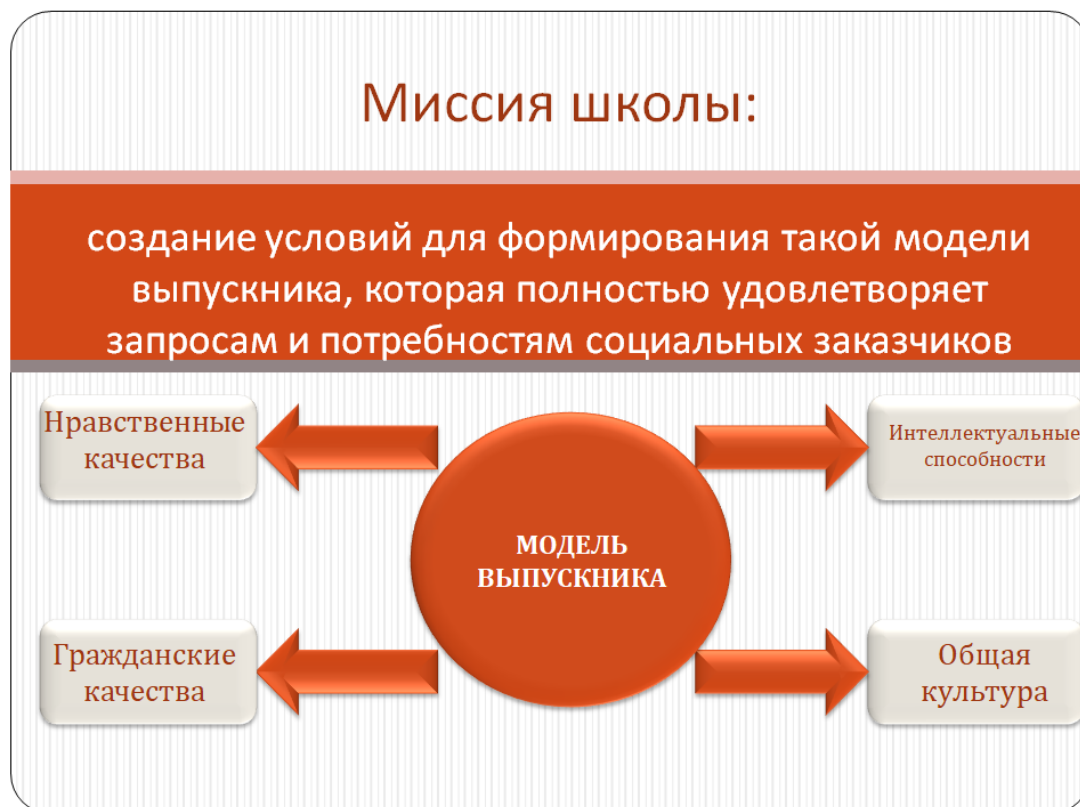 Миссия школы:
создание условий для формирования такой модели
выпускника, которая полностью удовлетворяет
запросам и потребностям социальных заказчиков
Нравственные
качества
Интеллектуальные
способности
МОДЕЛЬ
ВЫПУСКНИКА
Гражданские
качества
Общая
культура